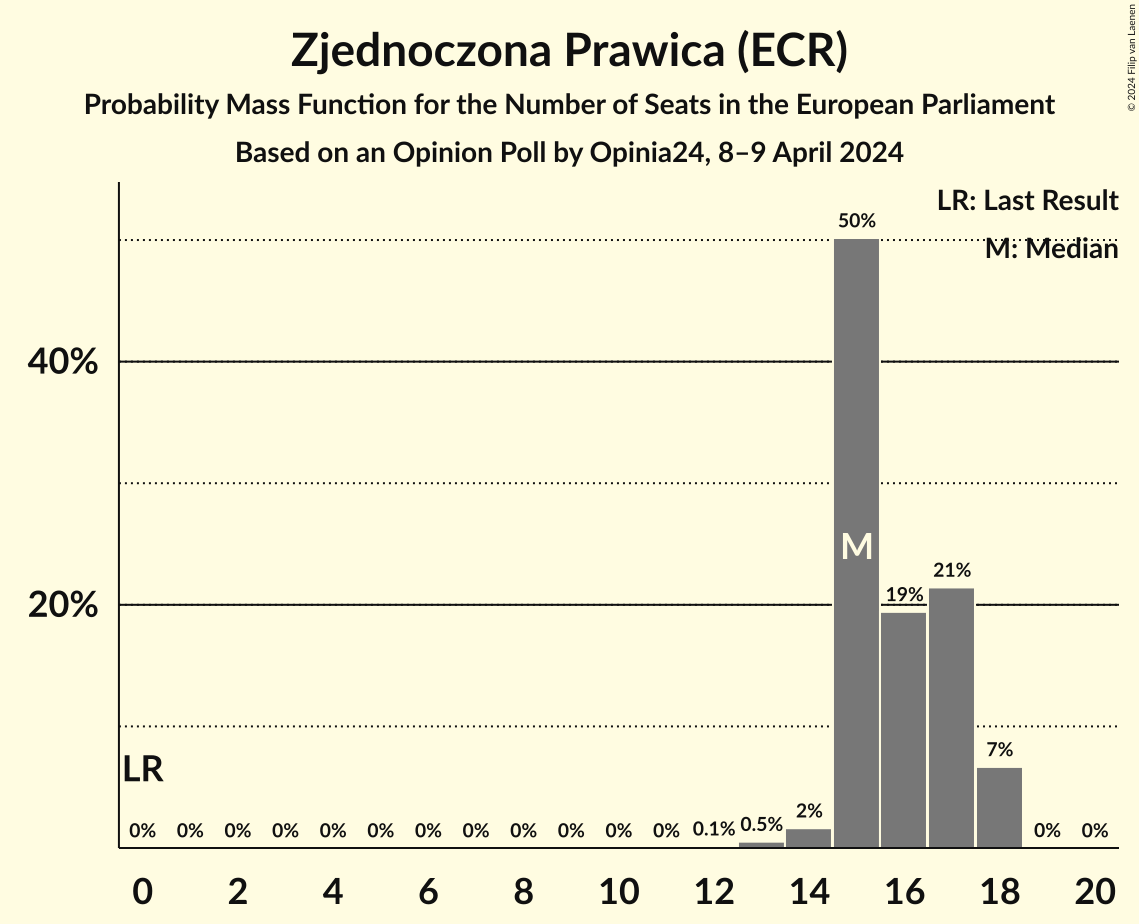 Zjednoczona Prawica (ECR)
Probability Mass Function for the Number of Seats in the European Parliament
Based on an Opinion Poll by Opinia24, 8–9 April 2024
© 2024 Filip van Laenen
LR: Last Result
M: Median
50%
40%
M
21%
19%
20%
7%
LR
2%
0% 0% 0% 0% 0% 0% 0% 0% 0% 0% 0% 0% 0.1% 0.5% 0% 0%
0 2 4 6 8 10 12 14 16 18 20